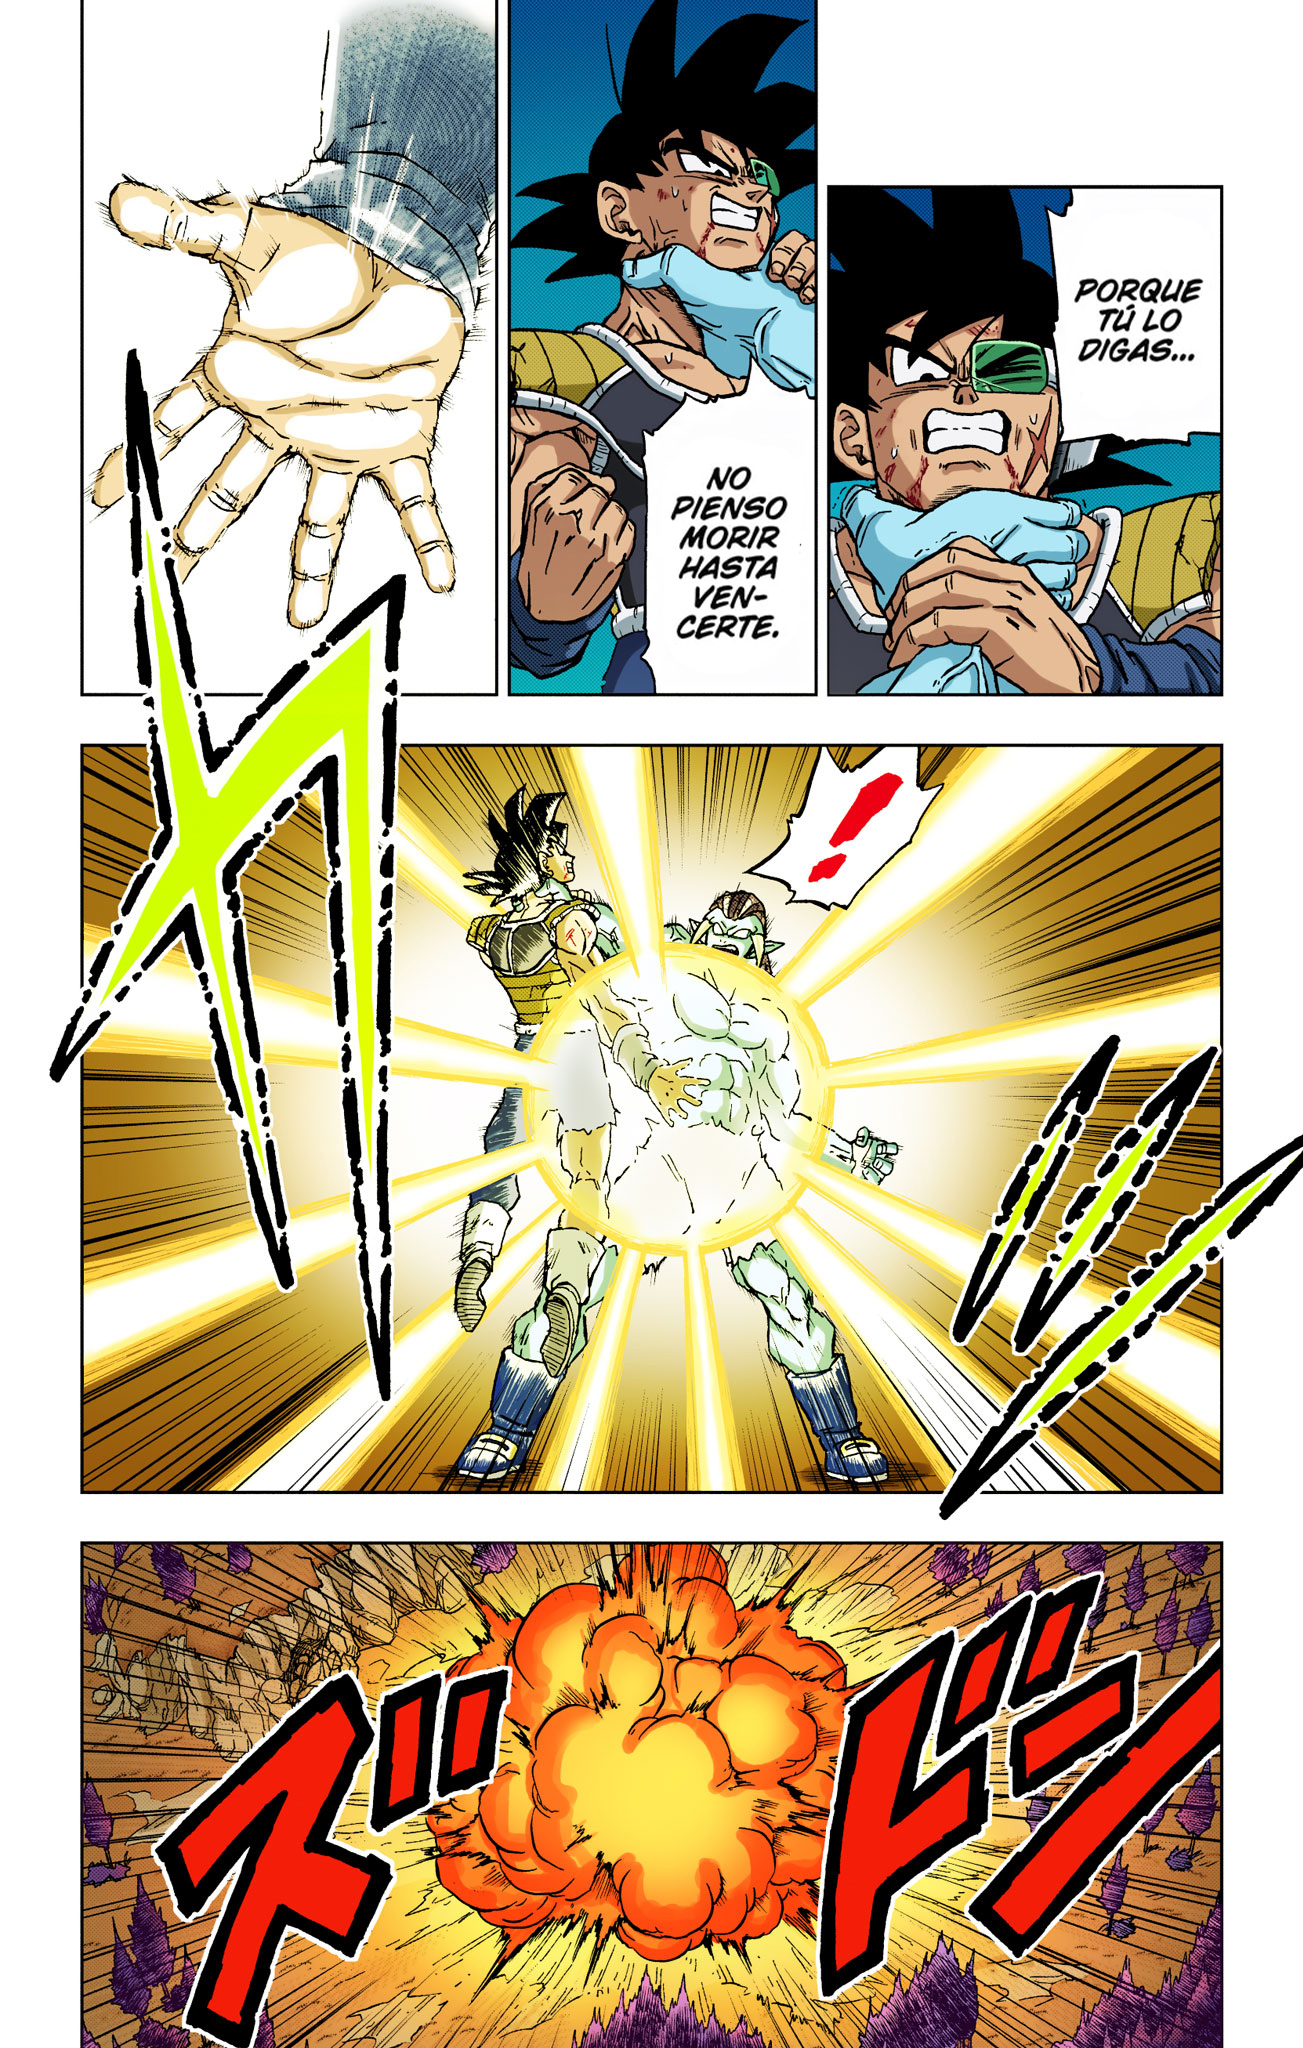 PORQUE
TÚ LO
DIGAS...
NO
PIENSO
MORIR
HASTA
VEN-
CERTE.
!
ズドン